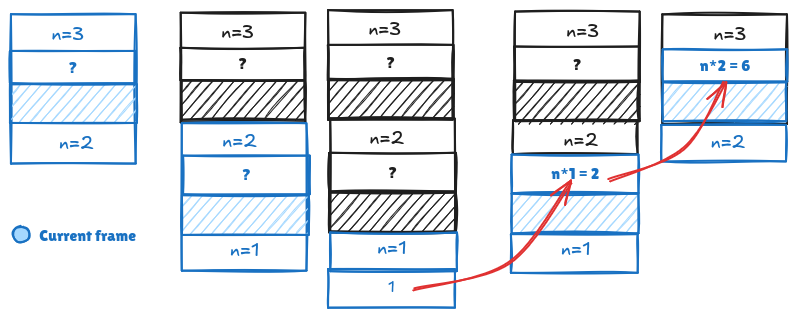 n=3
?
n=2
Current frame
n=3
?
n=2
?
n=1
n=3
?
n=2
?
n=1
1
n=3
?
n=2
n*1 = 2
n=1
n=3
n*2 = 6
n=2